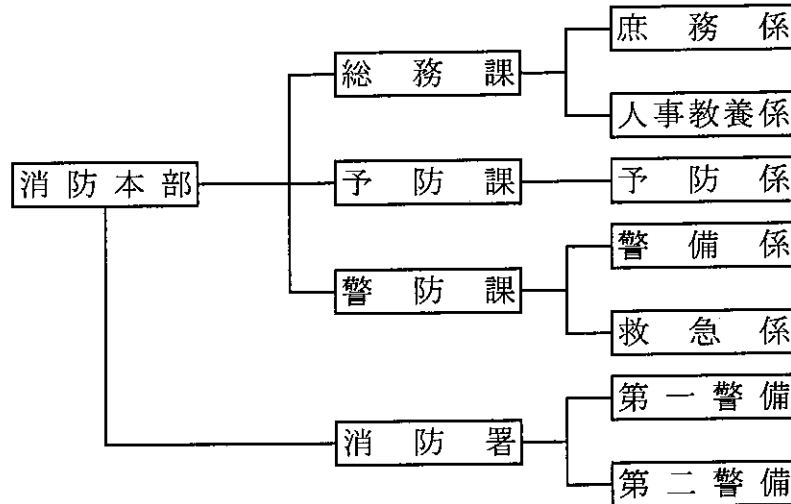 庶務係
総務課
人事教養係
消防本部
予防課
予防係
警備係
警防課
救急係
第一警備
消防署
第二警備